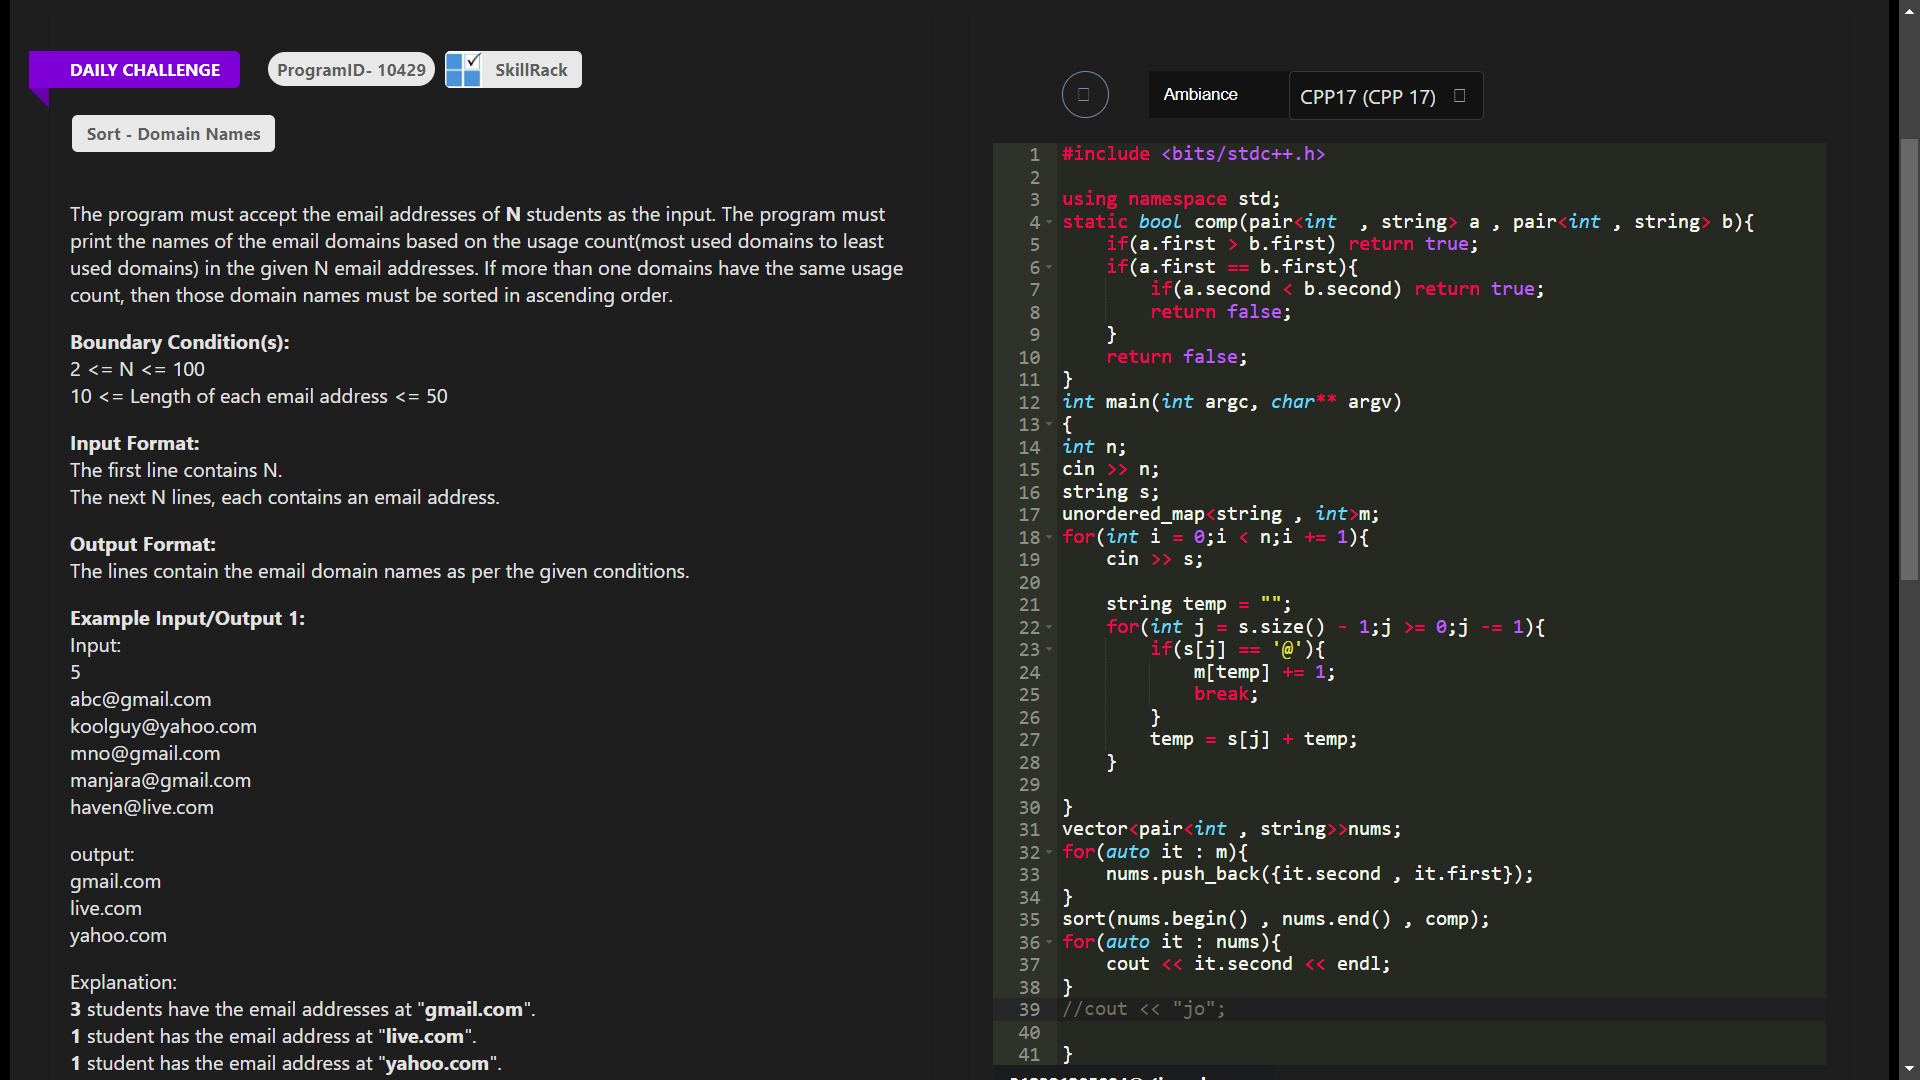 DAILY CHALLENGE
ProgramID- 10429
SkillRack
Sort - Domain Names
The program must accept the email addresses of N students as the input. The program must
print the names of the email domains based on the usage count(most used domains to least
used domains) in the given N email addresses. If more than one domains have the same usage
count, then those domain names must be sorted in ascending order.
Boundary Condition(s):
2 <= N <= 100
10 <= Length of each email address <= 50
Input Format:
The first line contains N.
The next N lines, each contains an email address.
Output Format:
The lines contain the email domain names as per the given conditions.
Example Input/Output 1:
Input:
5
abc@gmail.com
koolguy@yahoo.com
mno@gmail.com
manjara@gmail.com
haven@live.com
output:
gmail.com
live.com
yahoo.com
Explanation:
3 students have the email addresses at "gmail.com".
1 student has the email address at "live.com".
1 student has the email address at "yahoo.com".
Ambiance
CPP17 (CPP 17)
1 #include <bits/stdc++.h>
2
3 using namespace std;
4 static bool comp(pair<int  , string> a , pair<int , string> b){
5     if(a.first > b.first) return true;
6     if(a.first == b.first){
7         if(a.second < b.second) return true;
8         return false;
9     }
10     return false;
11 }
12 int main(int argc, char** argv)
13 {
14 int n;
15 cin >> n;
16 string s;
17 unordered_map<string , int>m;
18 for(int i = 0;i < n;i += 1){
19     cin >> s;
20
21     string temp = "";
22     for(int j = s.size() - 1;j >= 0;j -= 1){
23         if(s[j] == '@'){
24             m[temp] += 1;
25             break;
26         }
27         temp = s[j] + temp;
28     }
29
30 }
31 vector<pair<int , string>>nums;
32 for(auto it : m){
33     nums.push_back({it.second , it.first});
34 }
35 sort(nums.begin() , nums.end() , comp);
36 for(auto it : nums){
37     cout << it.second << endl;
38 }
39 //cout << "jo";
40
41 }